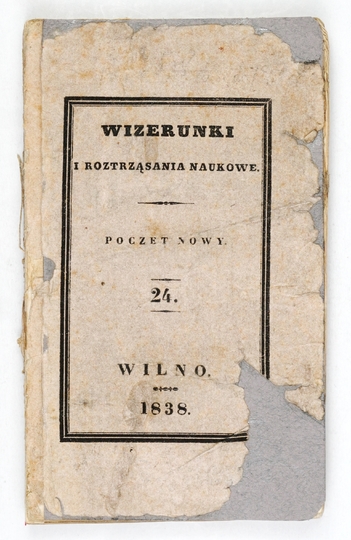 WIZERUNKI
I ROZTRZĄSANIA NAUKOWE.
POCZET NOWY.
24.
WILNO.
1838.